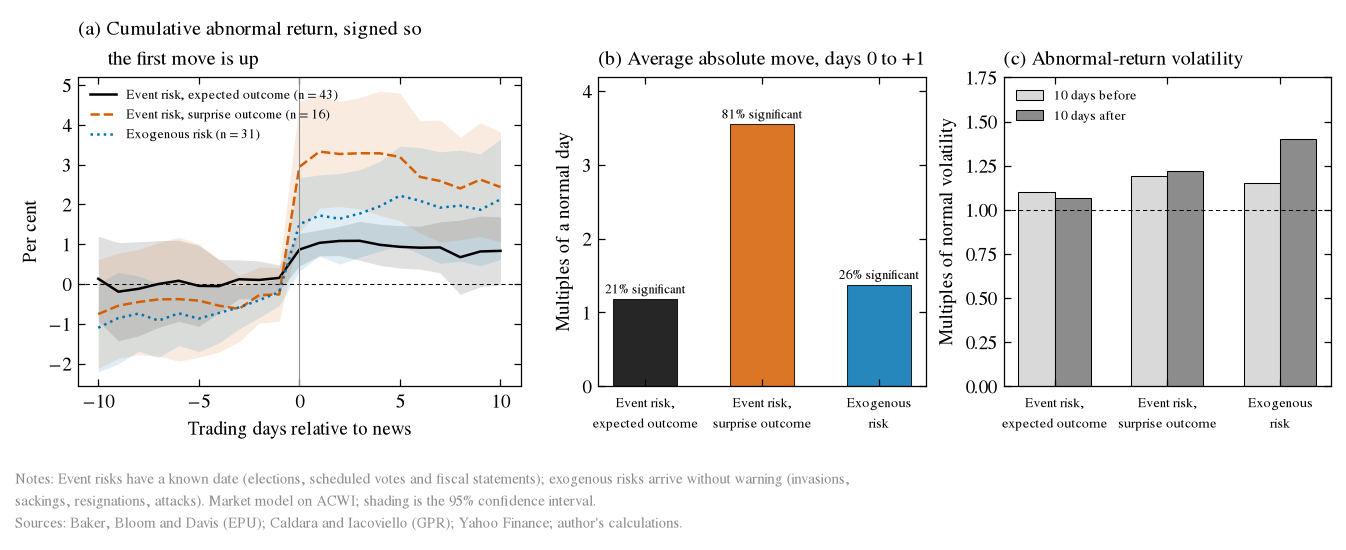 (a) Cumulative abnormal return, signed so
the first move is up
5
4
3
2
1
0
−1
−2
Per cent
Event risk, expected outcome (n = 43)
Event risk, surprise outcome (n = 16)
Exogenous risk (n = 31)
−10
−5
0
5
10
Trading days relative to news
(b) Average absolute move, days 0 to +1
4
3
2
1
0
Multiples of a normal day
21% significant
81% significant
26% significant
Event risk,
expected outcome
Event risk,
surprise outcome
Exogenous
risk
(c) Abnormal-return volatility
1.75
1.50
1.25
1.00
0.75
0.50
0.25
0.00
Multiples of normal volatility
10 days before
10 days after
Event risk,
expected outcome
Event risk,
surprise outcome
Exogenous
risk
Notes: Event risks have a known date (elections, scheduled votes and fiscal statements); exogenous risks arrive without warning (invasions,
sackings, resignations, attacks). Market model on ACWI; shading is the 95% confidence interval.
Sources: Baker, Bloom and Davis (EPU); Caldara and Iacoviello (GPR); Yahoo Finance; author's calculations.